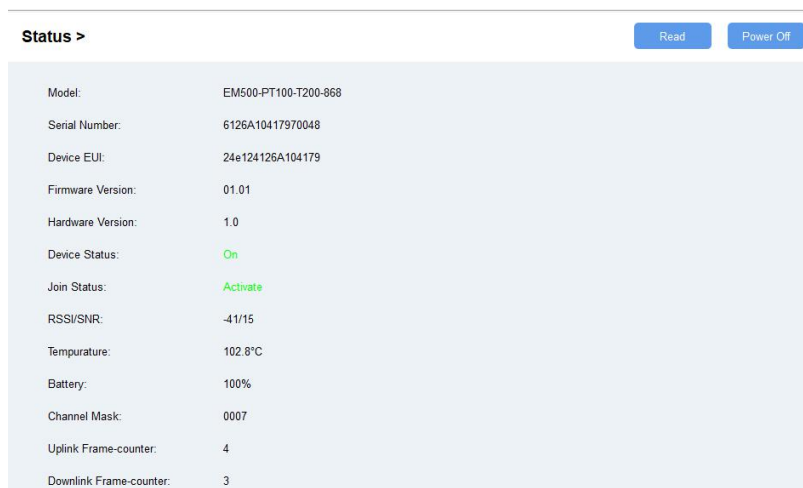 Status >
Read
Power Off
Model: EM500-PT100-T200-868
Serial Number: 6126A10417970048
Device EUI: 24e124126A104179
Firmware Version: 01.01
Hardware Version: 1.0
Device Status: On
Join Status: Activate
RSSI/SNR: -41/15
Tempurature: 102.8°C
Battery: 100%
Channel Mask: 0007
Uplink Frame-counter: 4
Downlink Frame-counter: 3